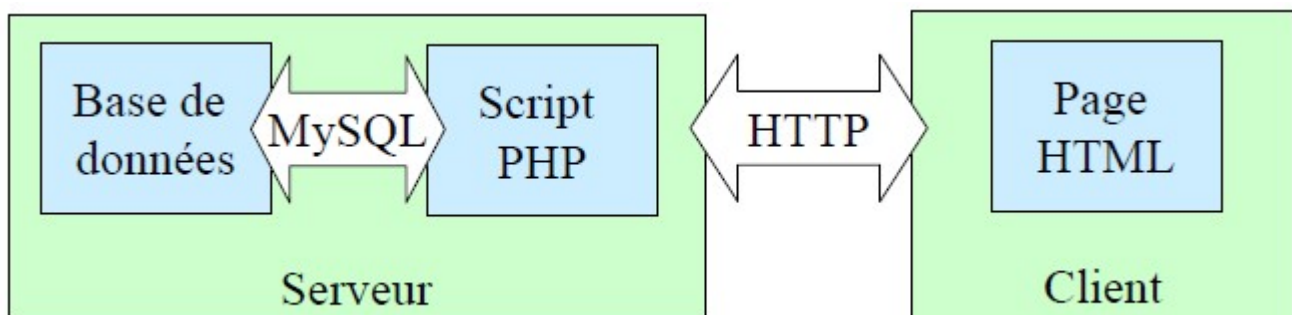 Base de
données
MySQL
Script
PHP
HTTP
Page
HTML
Serveur
Client